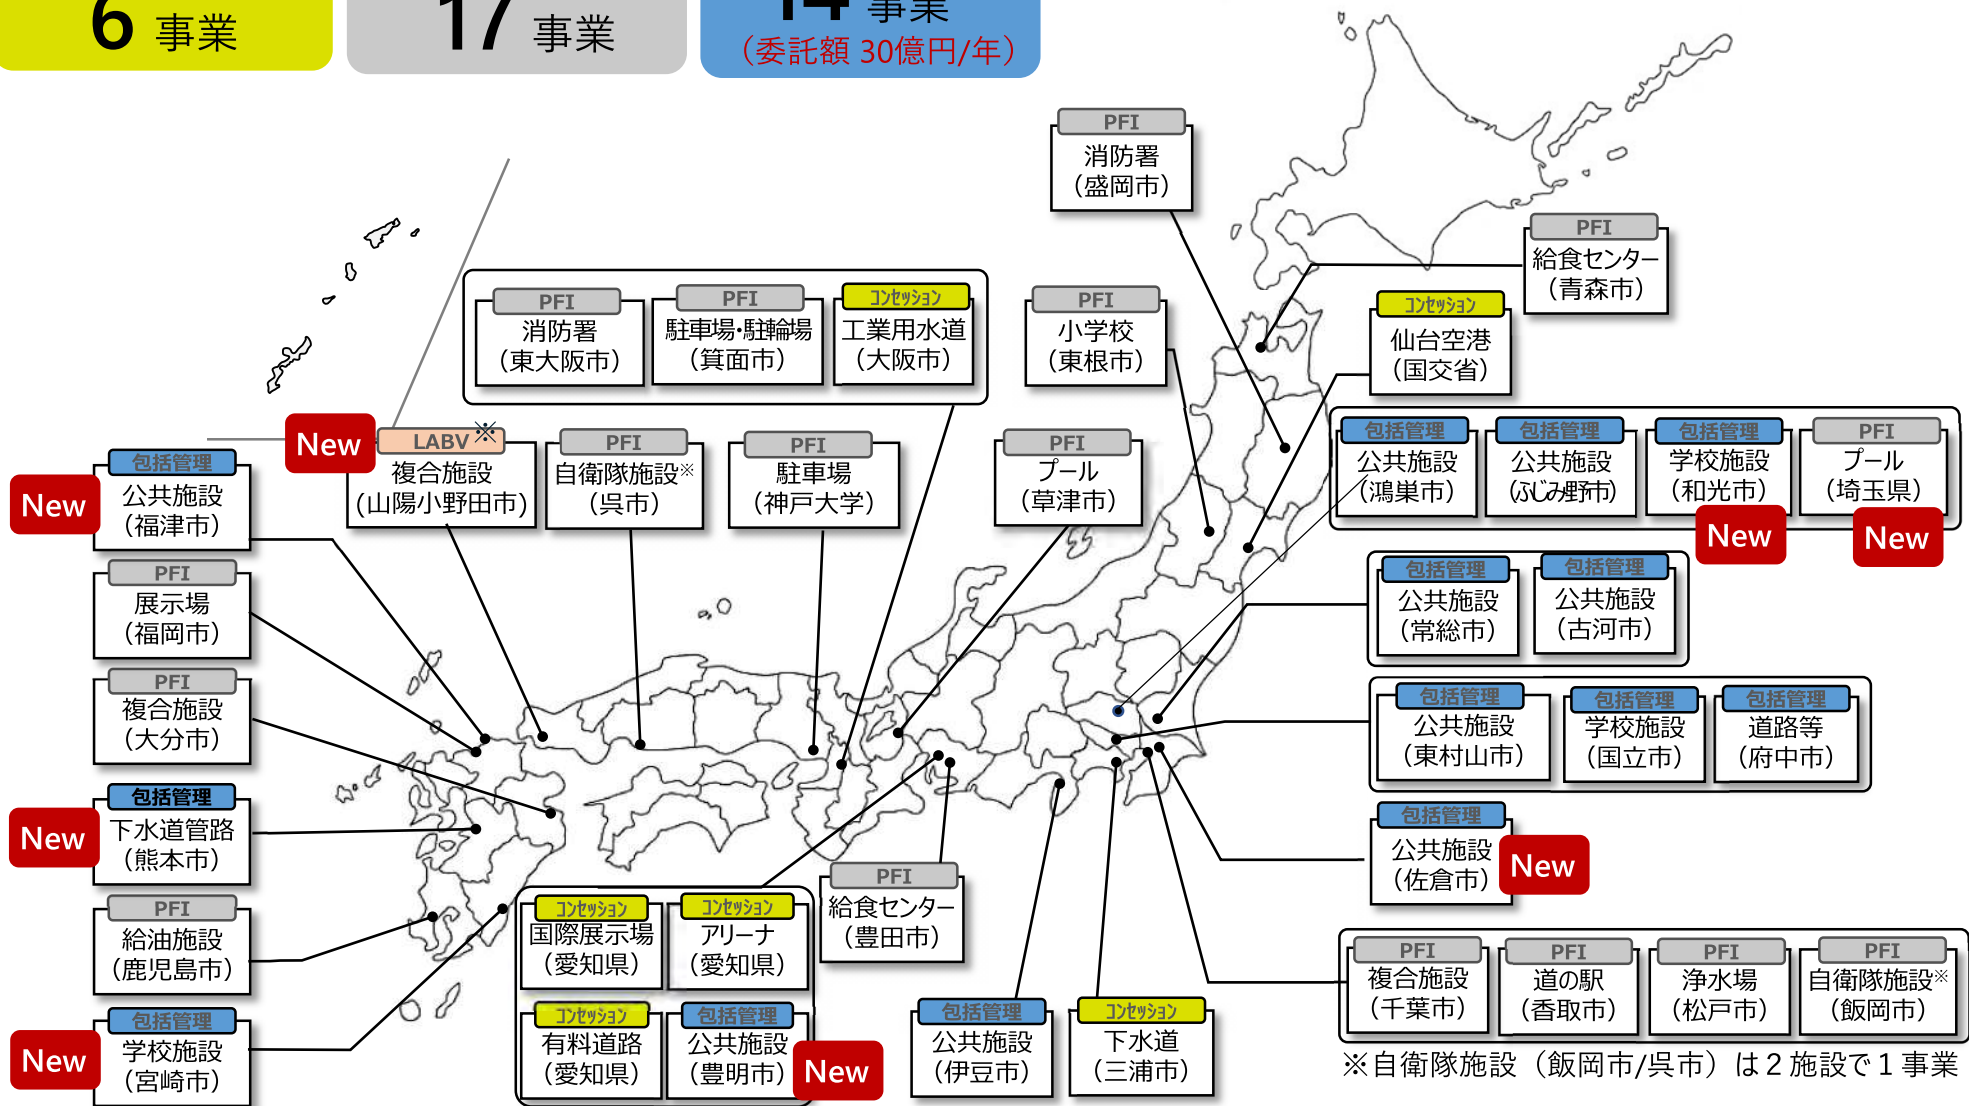 6 事業
17 事業
14 事業
（委託額 30億円/年）
PFI
消防署
（盛岡市）
PFI
給食センター
（青森市）
PFI
消防署
（東大阪市）
PFI
駐車場・駐輪場
（箕面市）
コンセッション
工業用水道
（大阪市）
PFI
小学校
（東根市）
コンセッション
仙台空港
（国交省）
New
LABV※
複合施設
（山陽小野田市）
PFI
自衛隊施設※
（呉市）
PFI
駐車場
（神戸大学）
PFI
プール
（草津市）
包括管理
公共施設
（鴻巣市）
包括管理
公共施設
（ふじみ野市）
包括管理
学校施設
（和光市）
New
PFI
プール
（埼玉県）
New
包括管理
公共施設
（福津市）
New
PFI
展示場
（福岡市）
PFI
複合施設
（大分市）
包括管理
下水道管路
（熊本市）
New
PFI
給油施設
（鹿児島市）
包括管理
学校施設
（宮崎市）
New
包括管理
公共施設
（常総市）
包括管理
公共施設
（古河市）
包括管理
公共施設
（東村山市）
包括管理
学校施設
（国立市）
包括管理
道路等
（府中市）
包括管理
公共施設
（佐倉市）
New
コンセッション
国際展示場
（愛知県）
コンセッション
アリーナ
（愛知県）
コンセッション
有料道路
（愛知県）
包括管理
公共施設
（豊明市）
New
PFI
給食センター
（豊田市）
包括管理
公共施設
（伊豆市）
コンセッション
下水道
（三浦市）
PFI
複合施設
（千葉市）
PFI
道の駅
（香取市）
PFI
浄水場
（松戸市）
PFI
自衛隊施設※
（飯岡市）
※自衛隊施設（飯岡市/呉市）は２施設で１事業